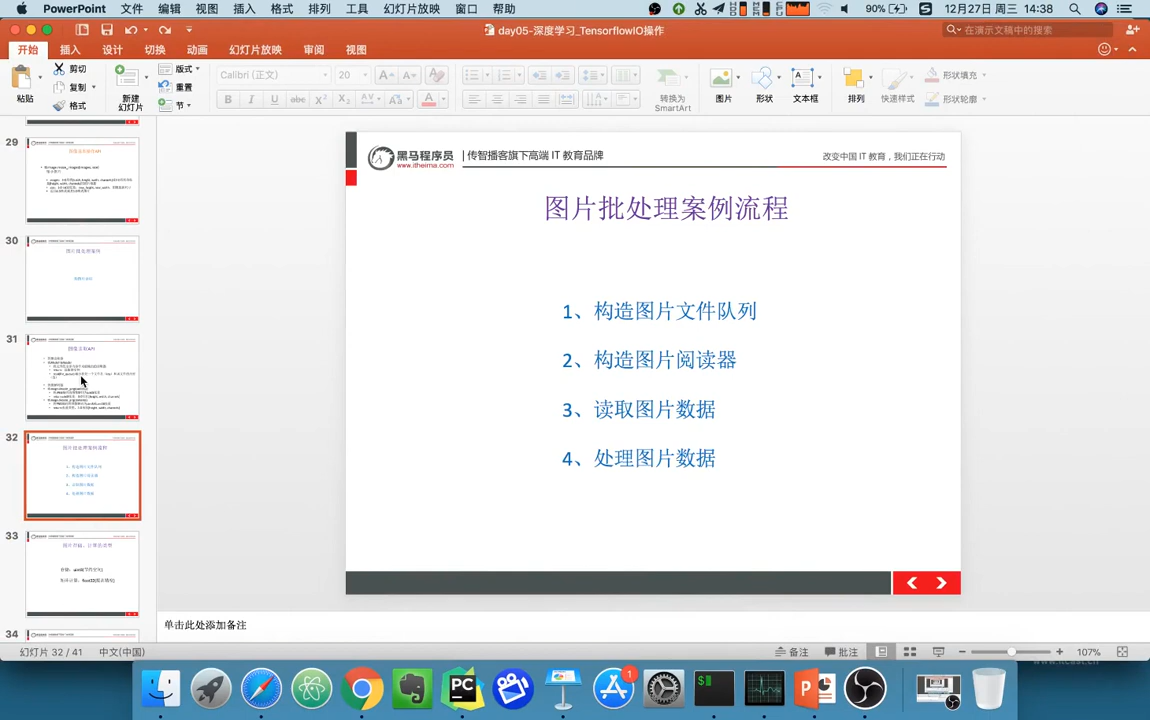 PowerPoint 文件 编辑 视图 插入 格式 排列 工具 幻灯片放映 窗口 帮助 90% 12月27日 周三 14:38
day05-深度学习_TensorflowIO操作
在演示文稿中的搜索
开始 插入 设计 切换 动画 幻灯片放映 审阅 视图
粘贴
剪切
复制
格式
新建
幻灯片
版式
重置
节
Calibri (正文) 20
转换为
SmartArt
图片
形状
文本框
排列
快速样式
形状填充
形状轮廓
29
30
31
32
33
34
黑马程序员
www.itheima.com
传智播客旗下高端 IT 教育品牌
改变中国 IT 教育，我们正在行动
图片批处理案例流程
1、构造图片文件队列
2、构造图片阅读器
3、读取图片数据
4、处理图片数据
单击此处添加备注
幻灯片 32 / 41 中文(中国)
备注 批注 107%